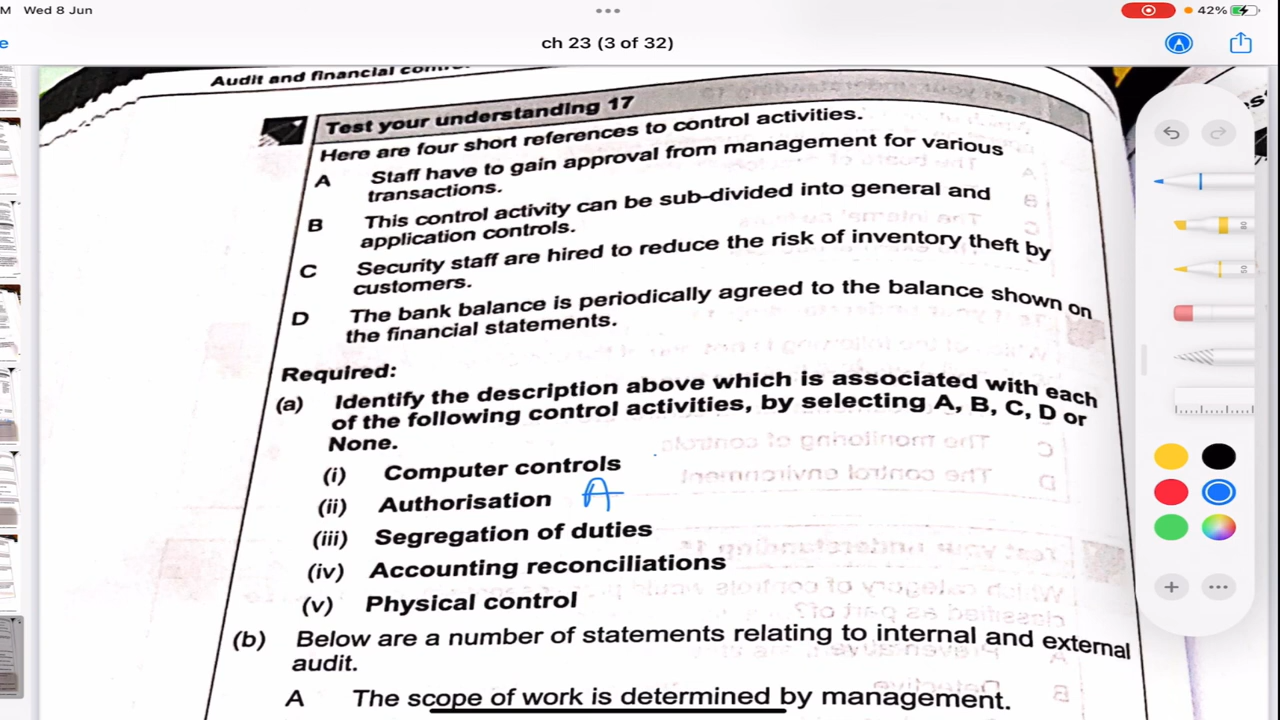 M Wed 8 Jun
42%
e
ch 23 (3 of 32)
Audit and financial
Test your understanding 17
Here are four short references to control activities.
A Staff have to gain approval from management for various
transactions.
B This control activity can be sub-divided into general and
application controls.
C Security staff are hired to reduce the risk of inventory theft by
customers.
D The bank balance is periodically agreed to the balance shown on
the financial statements.
Required:
(a) Identify the description above which is associated with each
of the following control activities, by selecting A, B, C, D or
None.
(i) Computer controls
(ii) Authorisation A
(iii) Segregation of duties
(iv) Accounting reconciliations
(v) Physical control
(b) Below are a number of statements relating to internal and external
audit.
A The scope of work is determined by management.
80
50